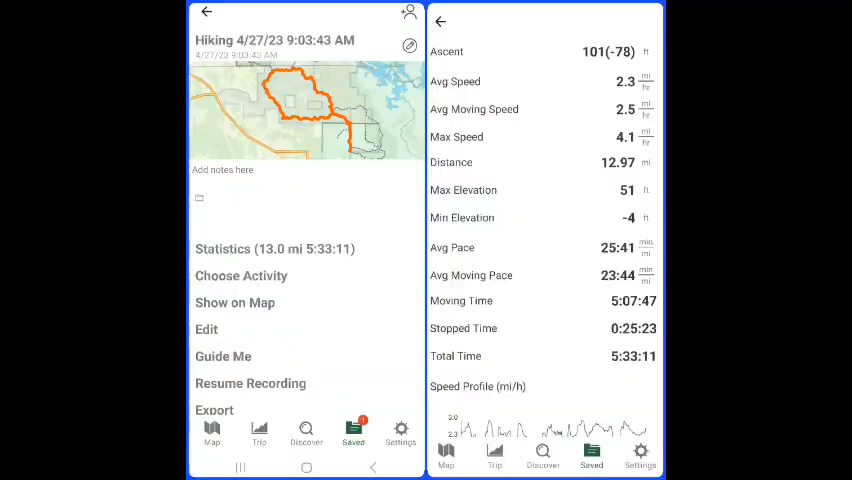 Hiking 4/27/23 9:03:43 AM
4/27/23 9:03:43 AM
Add notes here
Statistics (13.0 mi 5:33:11)
Choose Activity
Show on Map
Edit
Guide Me
Resume Recording
Export
1
Map Trip Discover Saved Settings
Ascent 101(-78) ft
Avg Speed 2.3 mi/hr
Avg Moving Speed 2.5 mi/hr
Max Speed 4.1 mi/hr
Distance 12.97 mi
Max Elevation 51 ft
Min Elevation -4 ft
Avg Pace 25:41 min/mi
Avg Moving Pace 23:44 min/mi
Moving Time 5:07:47
Stopped Time 0:25:23
Total Time 5:33:11
Speed Profile (mi/h)
3.0
2.3
Map Trip Discover Saved Settings